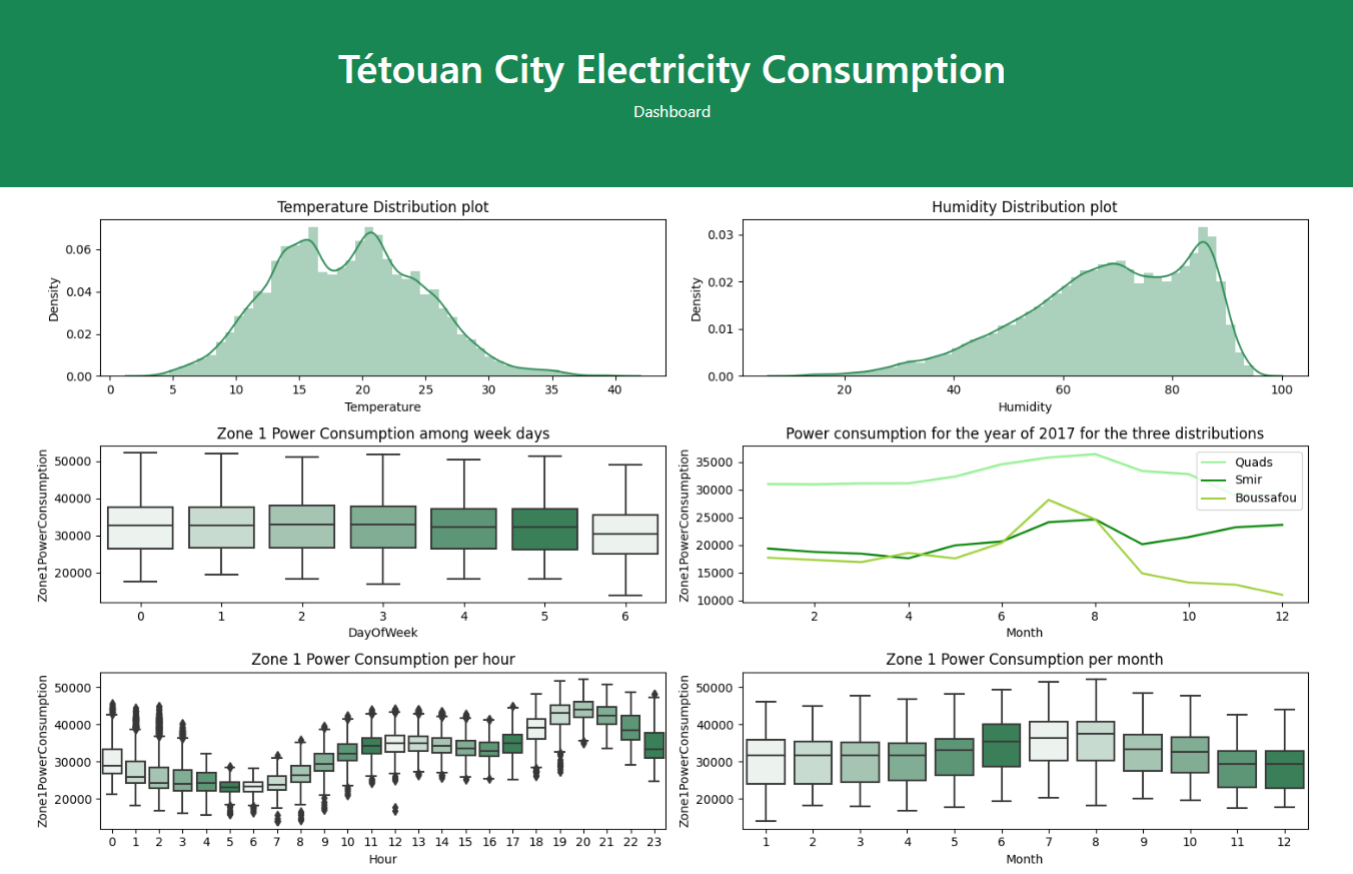 Tétouan City Electricity Consumption
Dashboard
Temperature Distribution plot
Density
0.06
0.04
0.02
0.00
0 5 10 15 20 25 30 35 40
Temperature
Humidity Distribution plot
Density
0.03
0.02
0.01
0.00
20 40 60 80 100
Humidity
Zone 1 Power Consumption among week days
Zone1PowerConsumption
50000
40000
30000
20000
0 1 2 3 4 5 6
DayOfWeek
Power consumption for the year of 2017 for the three distributions
Zone1PowerConsumption
35000
30000
25000
20000
15000
10000
Quads
Smir
Boussafou
2 4 6 8 10 12
Month
Zone 1 Power Consumption per hour
Zone1PowerConsumption
50000
40000
30000
20000
0 1 2 3 4 5 6 7 8 9 10 11 12 13 14 15 16 17 18 19 20 21 22 23
Hour
Zone 1 Power Consumption per month
Zone1PowerConsumption
50000
40000
30000
20000
1 2 3 4 5 6 7 8 9 10 11 12
Month